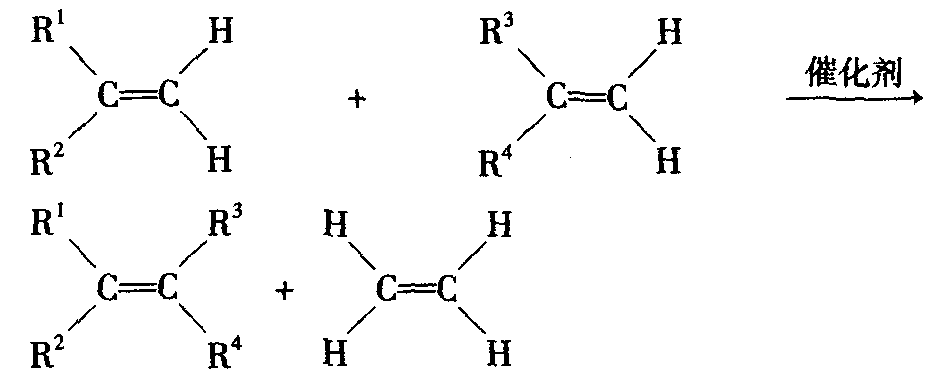 R¹ H R³ H
C=C + C=C 催化剂
R² H R⁴ H
R¹ R³ H H
C=C + C=C
R² R⁴ H H